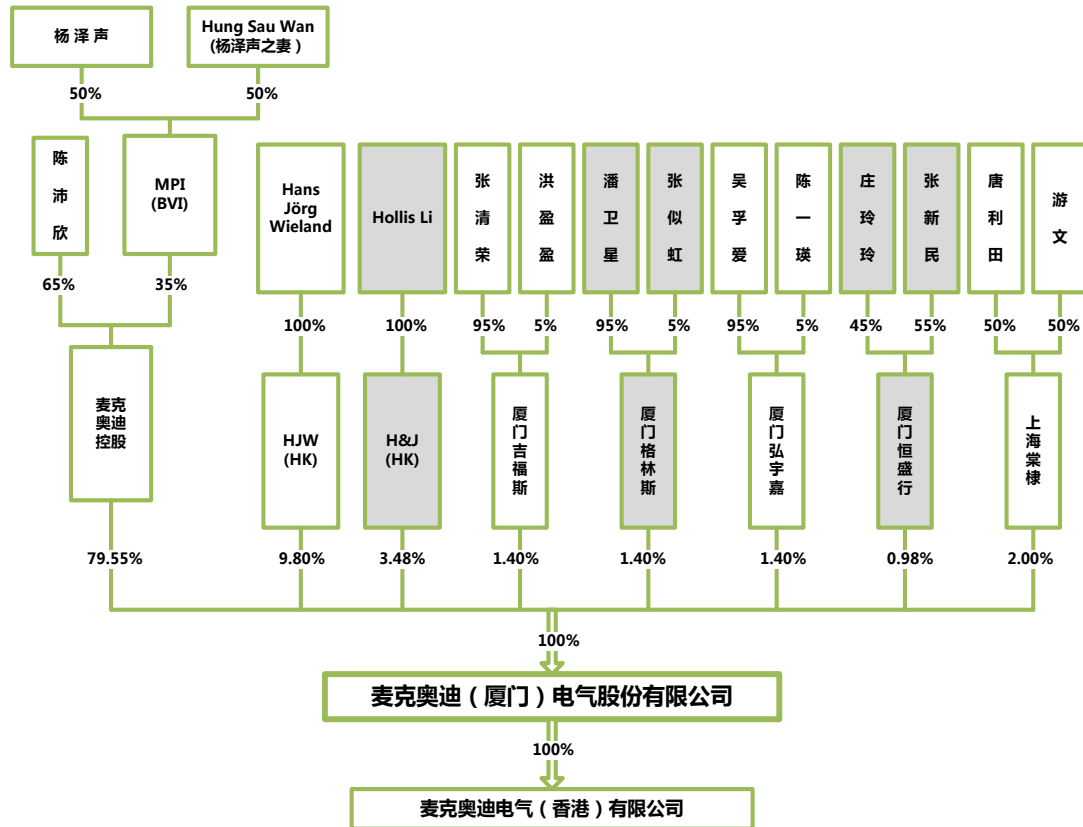 杨泽声
Hung Sau Wan
(杨泽声之妻)
50%
50%
陈沛欣
MPI
(BVI)
Hans
Jörg
Wieland
Hollis Li
张清荣
洪盈盈
潘卫星
张似虹
吴孚爱
陈一瑛
庄玲玲
张新民
唐利田
游文
65%
35%
100%
100%
95%
5%
95%
5%
95%
5%
45%
55%
50%
50%
麦克
奥迪
控股
HJW
(HK)
H&J
(HK)
厦门吉福斯
厦门格林斯
厦门弘宇嘉
厦门恒盛行
上海棠棣
79.55%
9.80%
3.48%
1.40%
1.40%
1.40%
0.98%
2.00%
100%
麦克奥迪(厦门)电气股份有限公司
100%
麦克奥迪电气(香港)有限公司